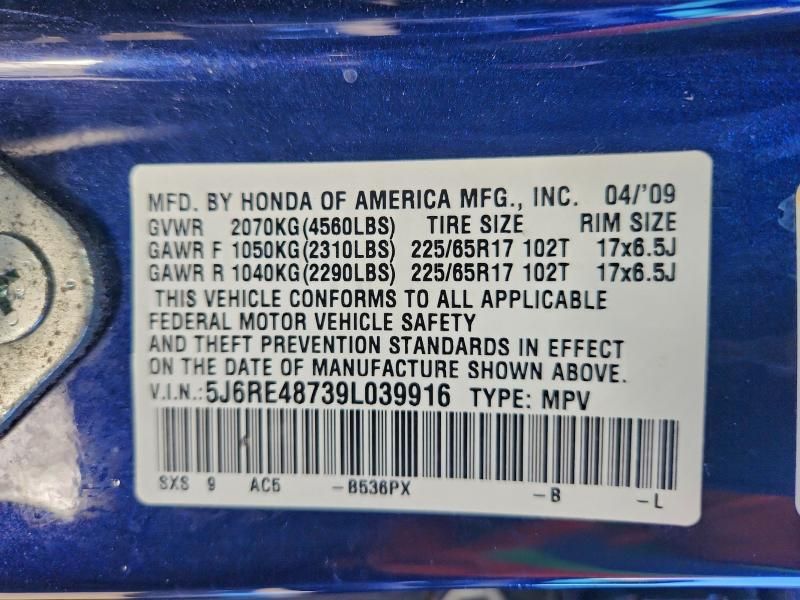 MFD. BY HONDA OF AMERICA MFG., INC. 04/'09
GVWR 2070KG(4560LBS) TIRE SIZE RIM SIZE
GAWR F 1050KG(2310LBS) 225/65R17 102T 17x6.5J
GAWR R 1040KG(2290LBS) 225/65R17 102T 17x6.5J
THIS VEHICLE CONFORMS TO ALL APPLICABLE
FEDERAL MOTOR VEHICLE SAFETY
AND THEFT PREVENTION STANDARDS IN EFFECT
ON THE DATE OF MANUFACTURE SHOWN ABOVE.
V.I.N.:5J6RE48739L039916 TYPE: MPV
SXS 9 AC5 -B536PX -B -L